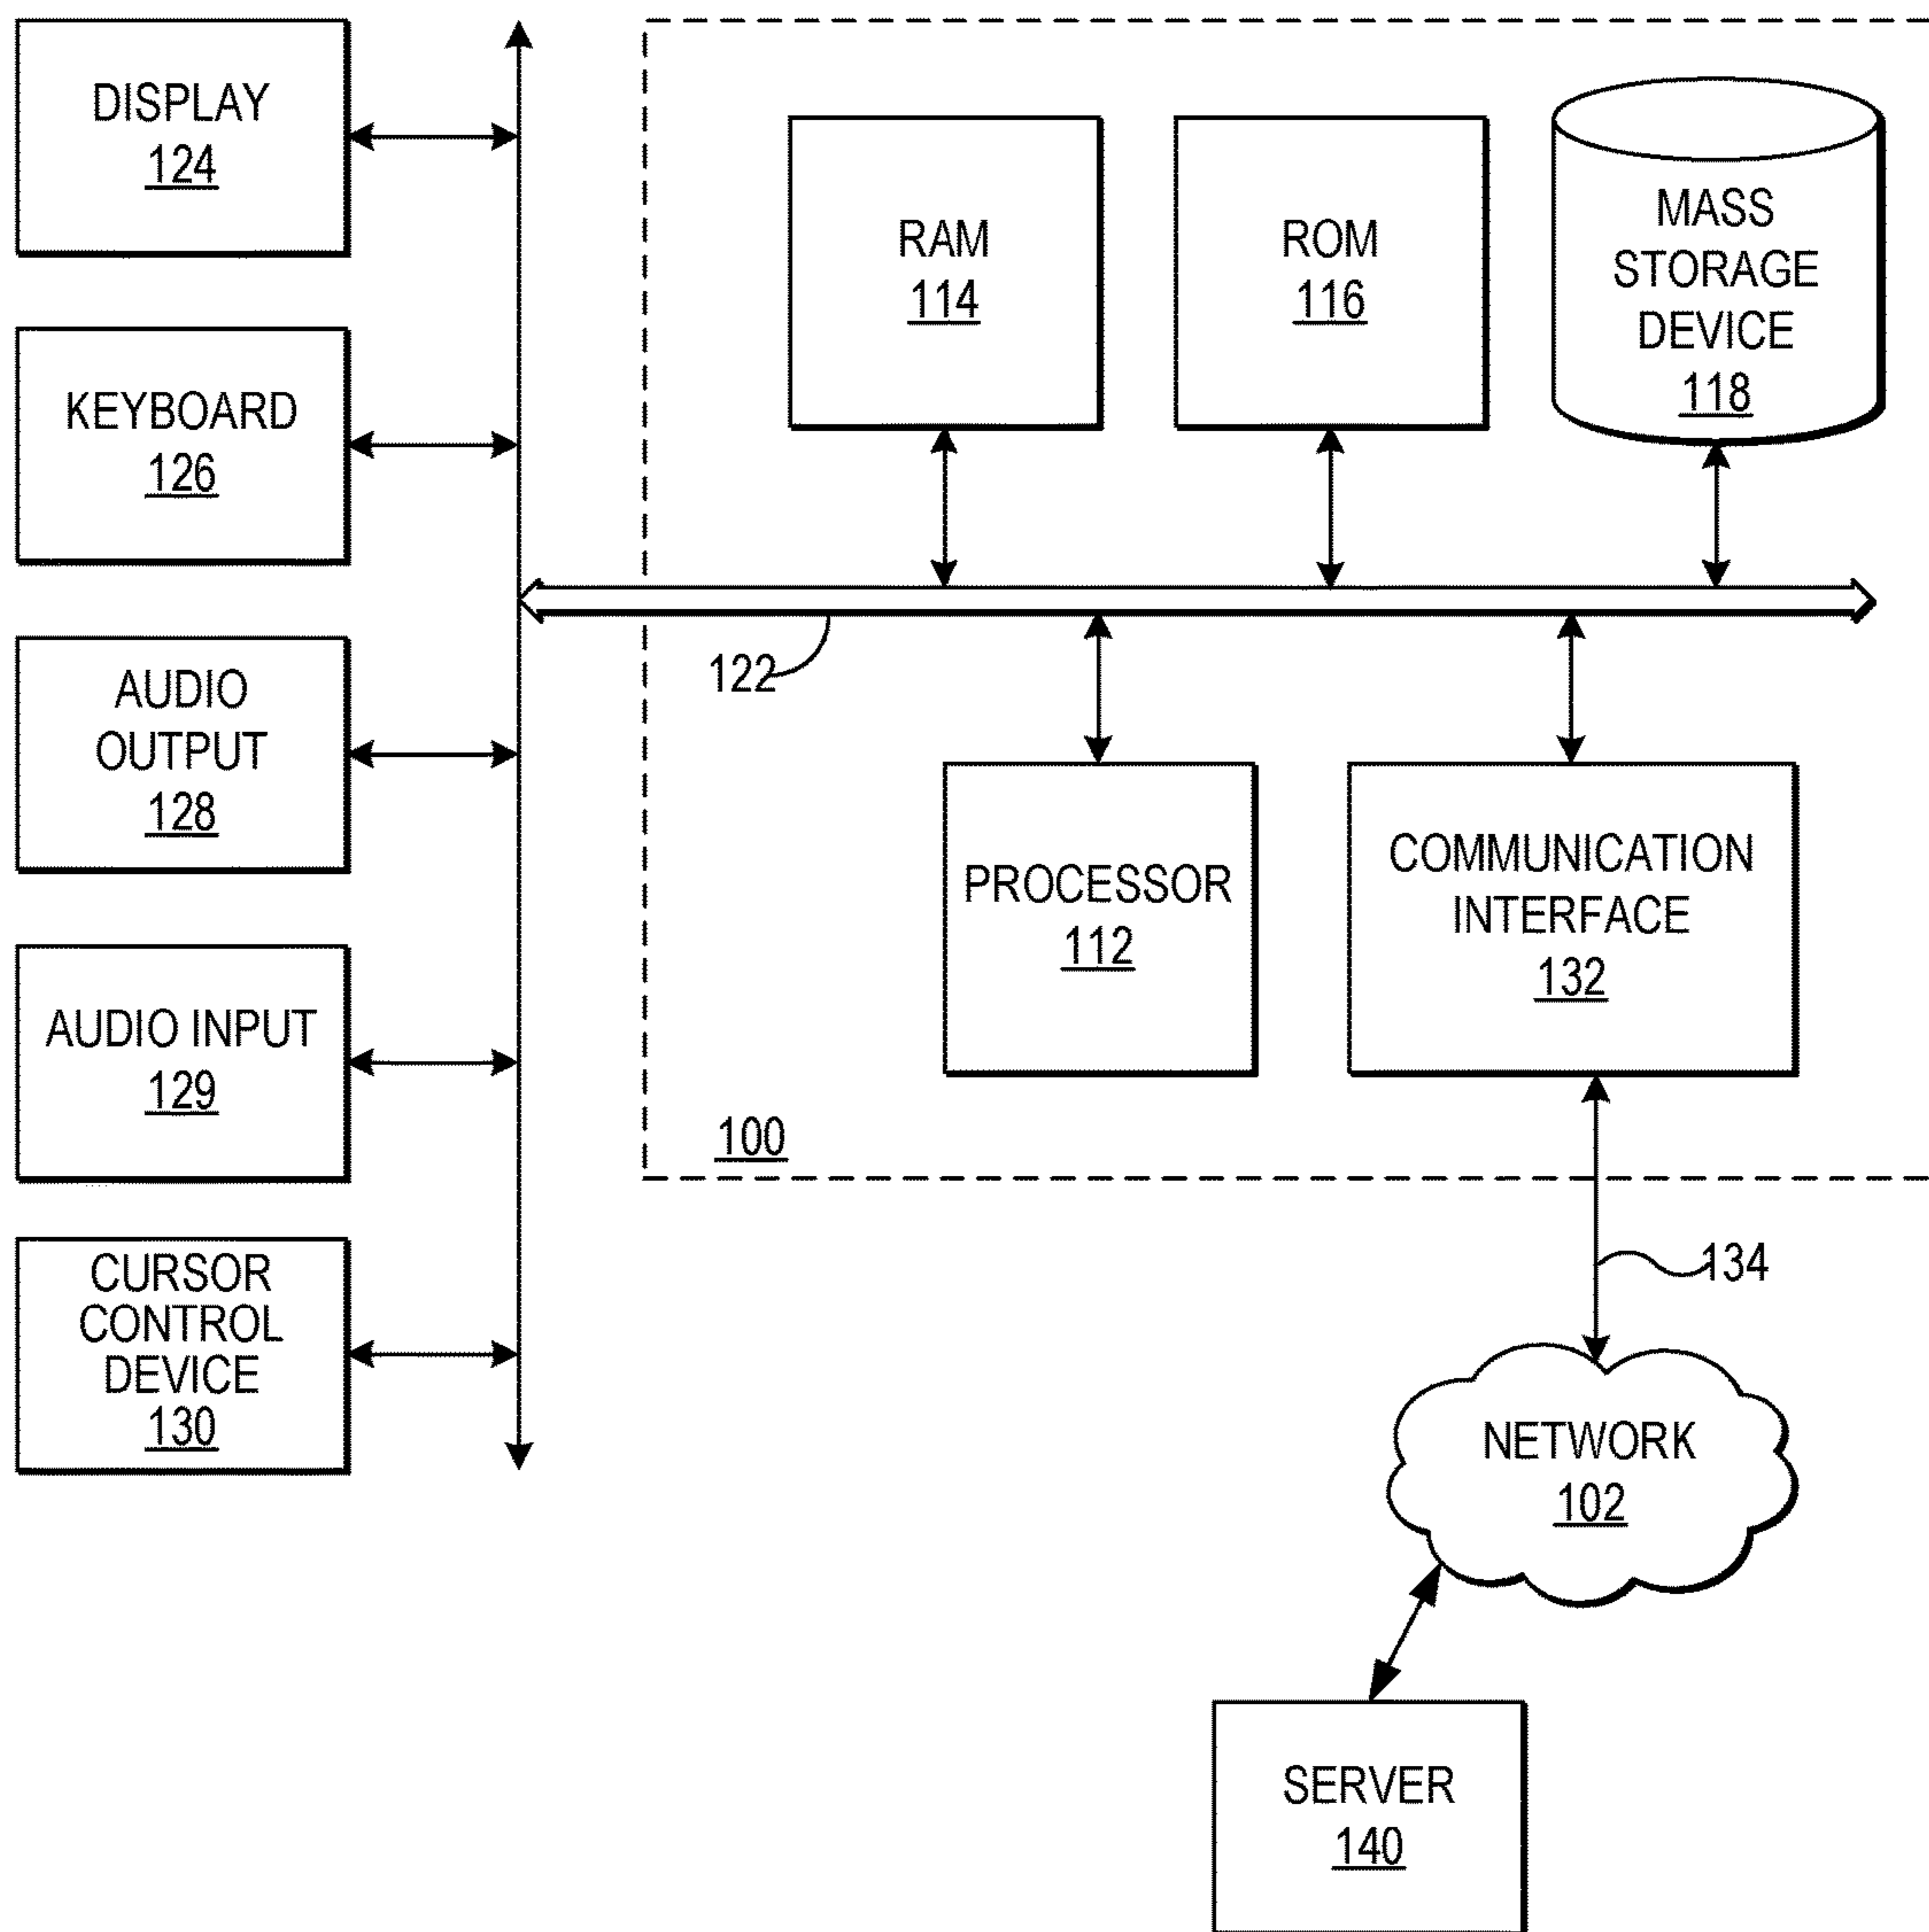 DISPLAY
124
KEYBOARD
126
AUDIO
OUTPUT
128
AUDIO INPUT
129
CURSOR
CONTROL
DEVICE
130
RAM
114
ROM
116
MASS
STORAGE
DEVICE
118
122
PROCESSOR
112
COMMUNICATION
INTERFACE
132
100
134
NETWORK
102
SERVER
140